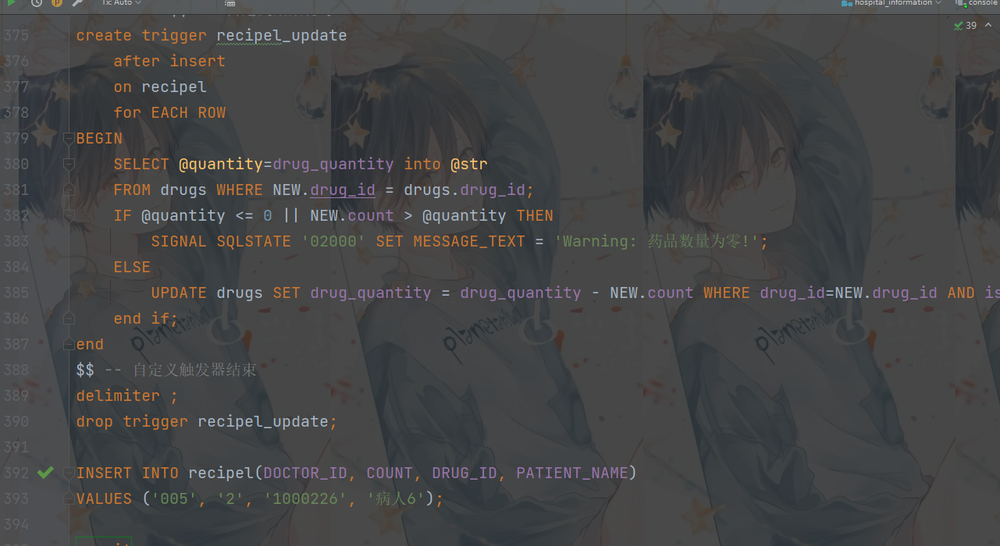 Tx: Auto
hospital_information
console
39
375 create trigger recipel_update
376 after insert
377 on recipel
378 for EACH ROW
379 BEGIN
380 SELECT @quantity=drug_quantity into @str
381 FROM drugs WHERE NEW.drug_id = drugs.drug_id;
382 IF @quantity <= 0 || NEW.count > @quantity THEN
383 SIGNAL SQLSTATE '02000' SET MESSAGE_TEXT = 'Warning: 药品数量为零!';
384 ELSE
385 UPDATE drugs SET drug_quantity = drug_quantity - NEW.count WHERE drug_id=NEW.drug_id AND is
386 end if;
387 end
388 $$ -- 自定义触发器结束
389 delimiter ;
390 drop trigger recipel_update;
391
392 INSERT INTO recipel(DOCTOR_ID, COUNT, DRUG_ID, PATIENT_NAME)
393 VALUES ('005', '2', '1000226', '病人6');
394